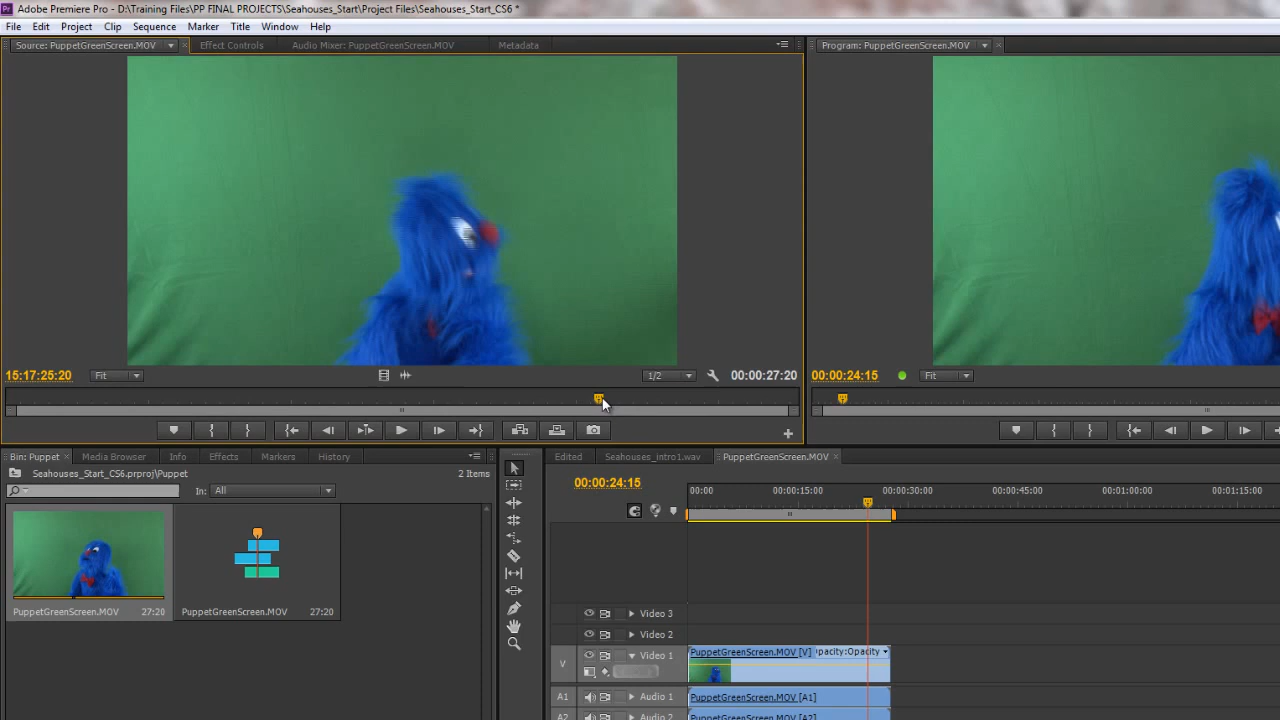 Adobe Premiere Pro - D:\Training Files\PP FINAL PROJECTS\Seahouses_Start\Project Files\Seahouses_Start_CS6 *
File Edit Project Clip Sequence Marker Title Window Help
Source: PuppetGreenScreen.MOV Effect Controls Audio Mixer: PuppetGreenScreen.MOV Metadata
Program: PuppetGreenScreen.MOV
15:17:25:20 Fit 1/2 00:00:27:20
00:00:24:15 Fit
Bin: Puppet Media Browser Info Effects Markers History
Seahouses_Start_CS6.prproj\Puppet 2 Items
In: All
PuppetGreenScreen.MOV 27:20
PuppetGreenScreen.MOV 27:20
Edited Seahouses_intro1.wav PuppetGreenScreen.MOV
00:00:24:15
00:00 00:00:15:00 00:00:30:00 00:00:45:00 00:01:00:00 00:01:15:00
Video 3
Video 2
V Video 1 PuppetGreenScreen.MOV [V] pacity:Opacity
A1 Audio 1 PuppetGreenScreen.MOV [A1]
A2 Audio 2 PuppetGreenScreen.MOV [A2]